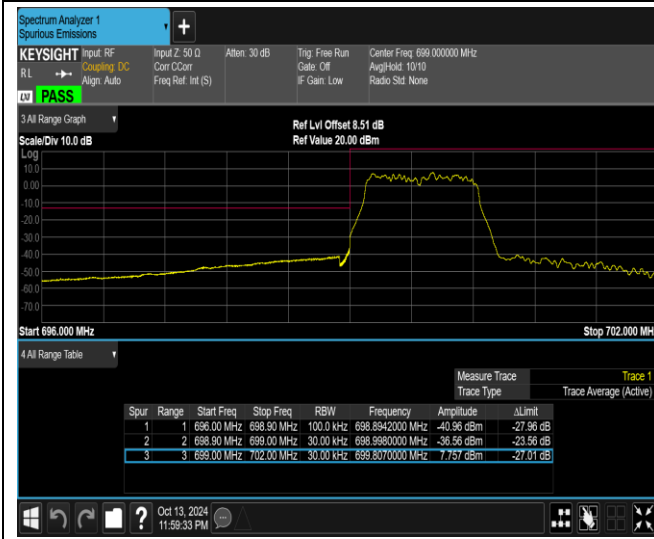 Spectrum Analyzer 1
Spurious Emissions
+
KEYSIGHT Input: RF Input Z: 50 Ω Atten: 30 dB Trig: Free Run Center Freq: 699.000000 MHz
Coupling: DC Corr CCorr Gate: Off Avg|Hold: 10/10
RL Align: Auto Freq Ref: Int (S) IF Gain: Low Radio Std: None
LXI PASS
3 All Range Graph
Ref Lvl Offset 8.51 dB
Scale/Div 10.0 dB Ref Value 20.00 dBm
Log
10.0
0.00
-10.0
-20.0
-30.0
-40.0
-50.0
-60.0
-70.0
Start 696.000 MHz Stop 702.000 MH
4 All Range Table
Measure Trace Trace 1
Trace Type Trace Average (Active)
Spur Range Start Freq Stop Freq RBW Frequency Amplitude ΔLimit
1 1 696.00 MHz 698.90 MHz 100.0 kHz 698.8942000 MHz -40.96 dBm -27.96 dB
2 2 698.90 MHz 699.00 MHz 30.00 kHz 698.9980000 MHz -36.56 dBm -23.56 dB
3 3 699.00 MHz 702.00 MHz 30.00 kHz 699.8070000 MHz 7.757 dBm -27.01 dB
? Oct 13, 2024
11:59:33 PM